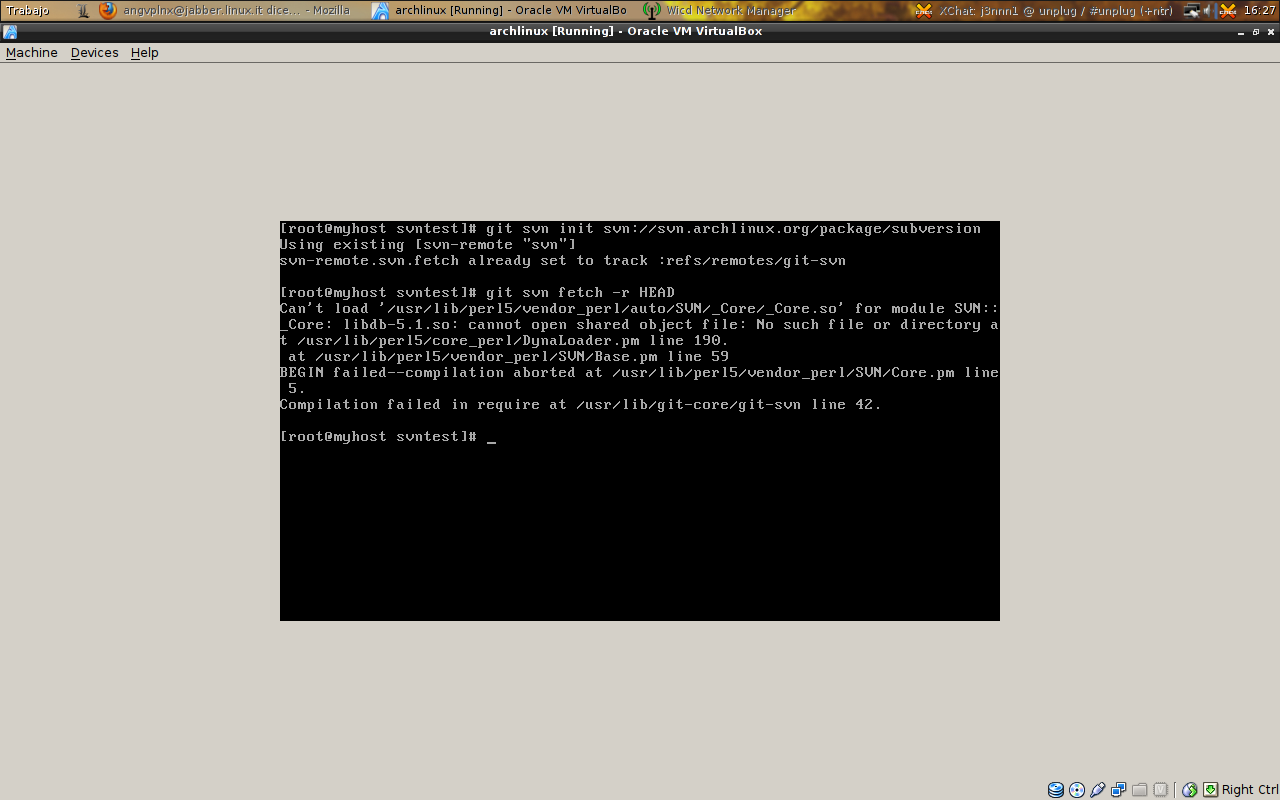 Trabajo angvplnx@jabber.linux.it dice... - Mozilla archlinux [Running] - Oracle VM VirtualBo Wicd Network Manager XChat: j3nnn1 @ unplug / #unplug (+ntr) 16:27
archlinux [Running] - Oracle VM VirtualBox
Machine Devices Help
[root@myhost svntest]# git svn init svn://svn.archlinux.org/package/subversion
Using existing [svn-remote "svn"]
svn-remote.svn.fetch already set to track :refs/remotes/git-svn
[root@myhost svntest]# git svn fetch -r HEAD
Can't load '/usr/lib/perl5/vendor_perl/auto/SVN/_Core/_Core.so' for module SVN::
_Core: libdb-5.1.so: cannot open shared object file: No such file or directory a
t /usr/lib/perl5/core_perl/DynaLoader.pm line 190.
at /usr/lib/perl5/vendor_perl/SVN/Base.pm line 59
BEGIN failed--compilation aborted at /usr/lib/perl5/vendor_perl/SVN/Core.pm line
5.
Compilation failed in require at /usr/lib/git-core/git-svn line 42.
[root@myhost svntest]# _
Right Ctrl